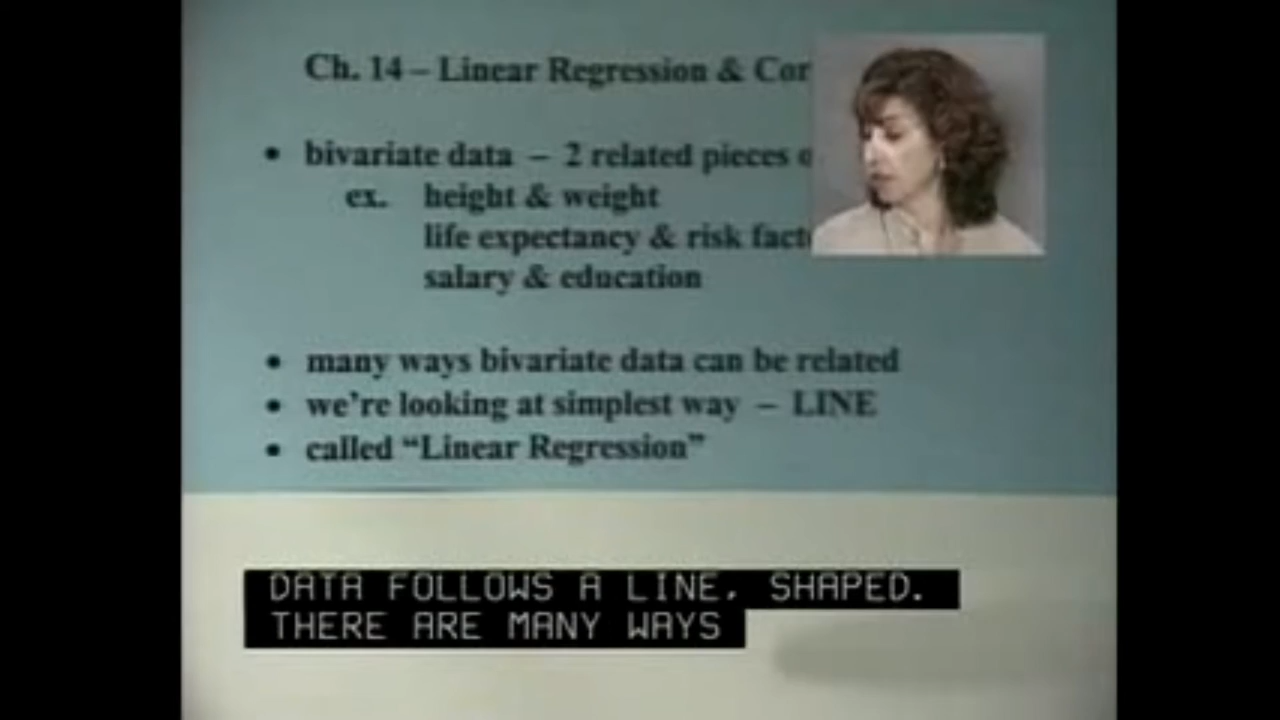 Ch. 14 – Linear Regression & Cor
• bivariate data – 2 related pieces
ex. height & weight
life expectancy & risk fact
salary & education
• many ways bivariate data can be related
• we're looking at simplest way – LINE
• called “Linear Regression”
DATA FOLLOWS A LINE, SHAPED.
THERE ARE MANY WAYS